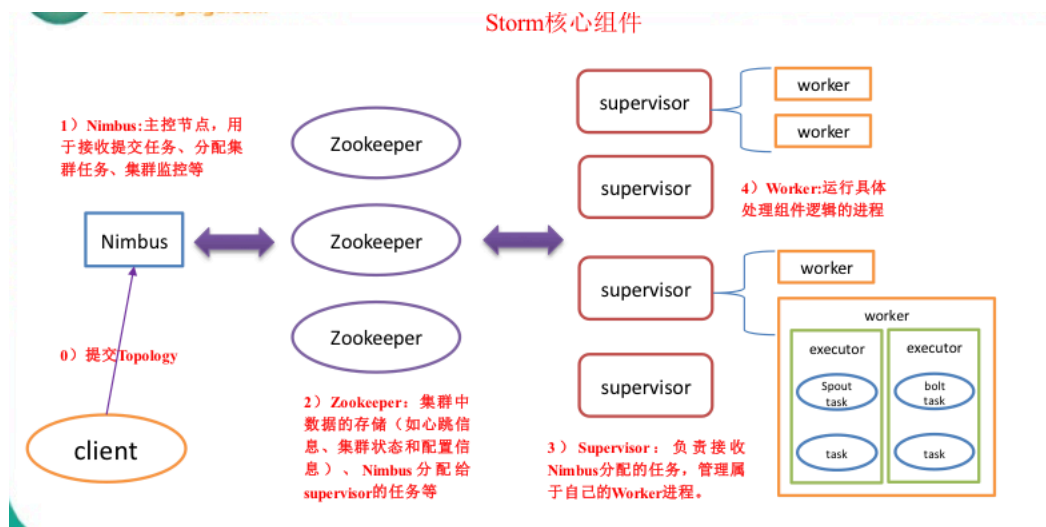 Storm核心组件
1）Nimbus:主控节点，用
于接收提交任务、分配集
群任务、集群监控等
Nimbus
0）提交Topology
client
Zookeeper
Zookeeper
Zookeeper
2）Zookeeper：集群中
数据的存储（如心跳信
息、集群状态和配置信
息）、Nimbus分配给
supervisor的任务等
supervisor
supervisor
supervisor
supervisor
3）Supervisor：负责接收
Nimbus分配的任务，管理属
于自己的Worker进程。
worker
worker
4）Worker:运行具体
处理组件逻辑的进程
worker
worker
executor
Spout
task
task
executor
bolt
task
task